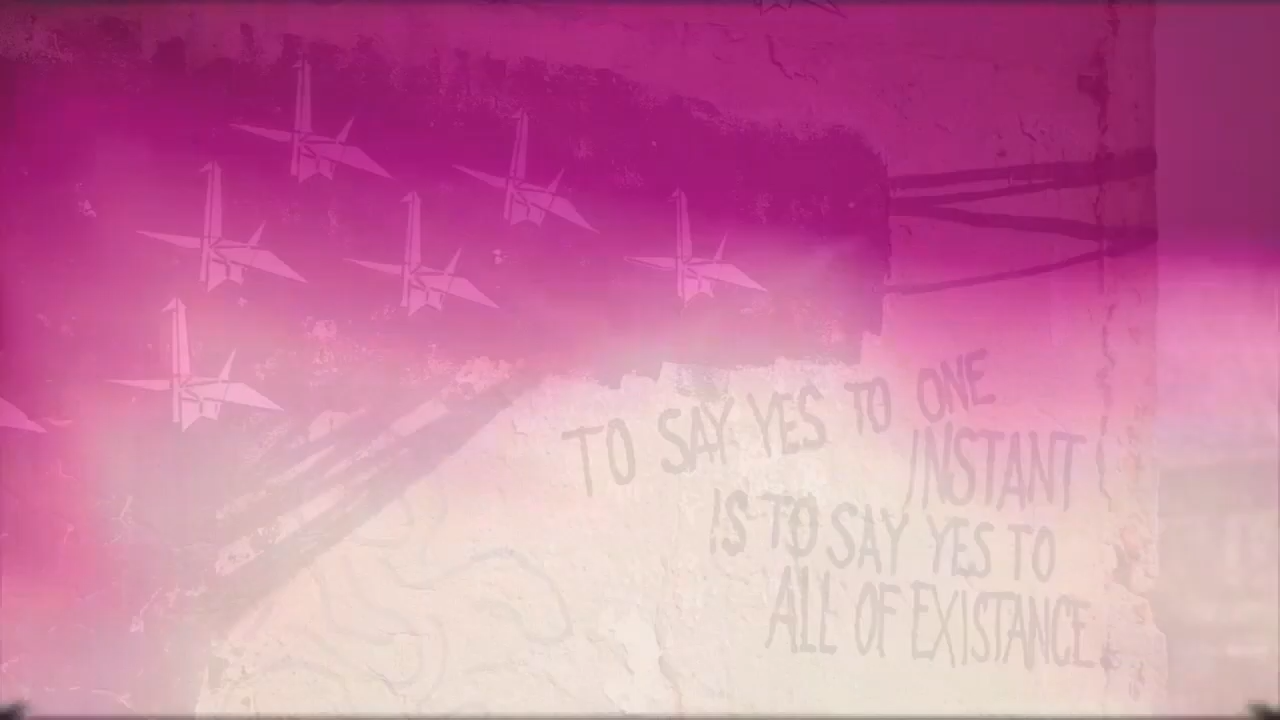 TO SAY YES TO ONE
INSTANT
IS TO SAY YES TO
ALL OF EXISTANCE